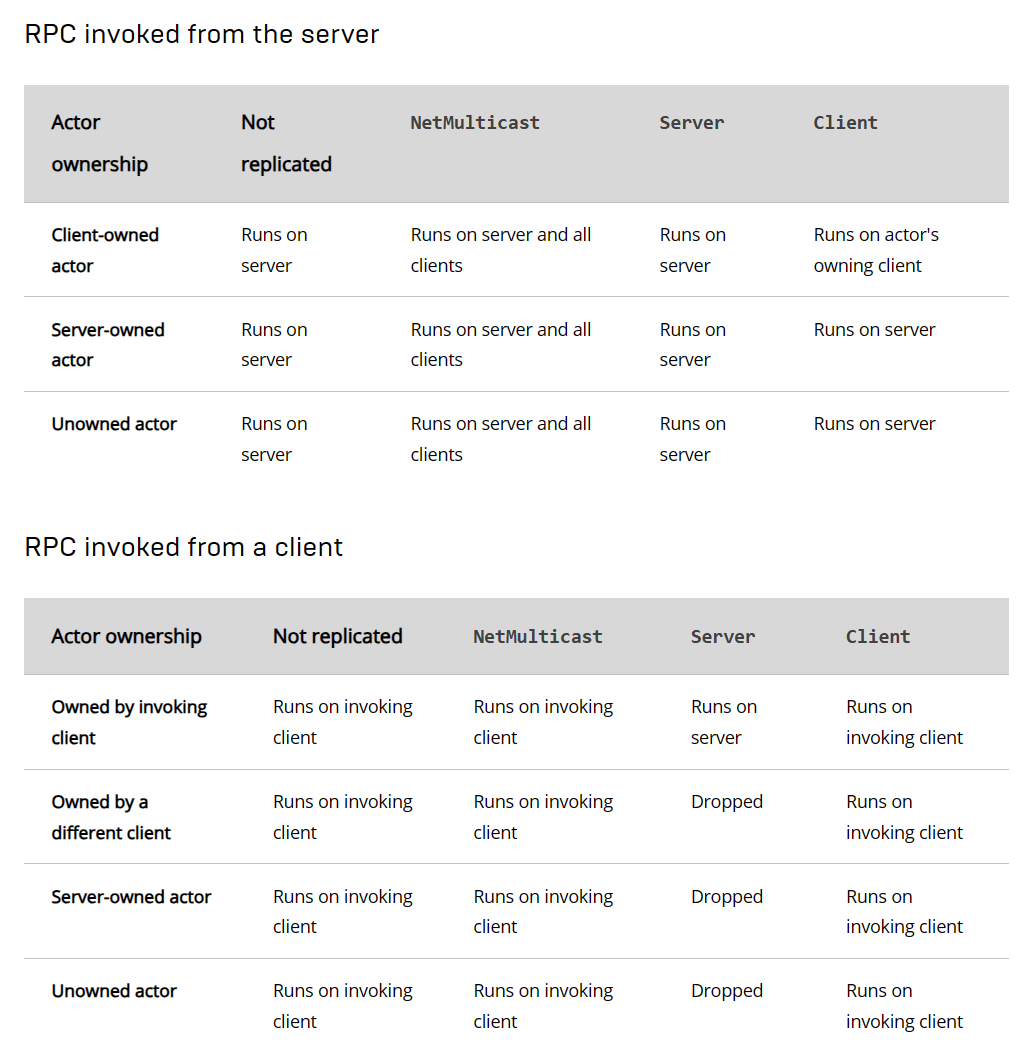 RPC invoked from the server
Actor ownership | Not replicated | NetMulticast | Server | Client
Client-owned actor | Runs on server | Runs on server and all clients | Runs on server | Runs on actor's owning client
Server-owned actor | Runs on server | Runs on server and all clients | Runs on server | Runs on server
Unowned actor | Runs on server | Runs on server and all clients | Runs on server | Runs on server
RPC invoked from a client
Actor ownership | Not replicated | NetMulticast | Server | Client
Owned by invoking client | Runs on invoking client | Runs on invoking client | Runs on server | Runs on invoking client
Owned by a different client | Runs on invoking client | Runs on invoking client | Dropped | Runs on invoking client
Server-owned actor | Runs on invoking client | Runs on invoking client | Dropped | Runs on invoking client
Unowned actor | Runs on invoking client | Runs on invoking client | Dropped | Runs on invoking client